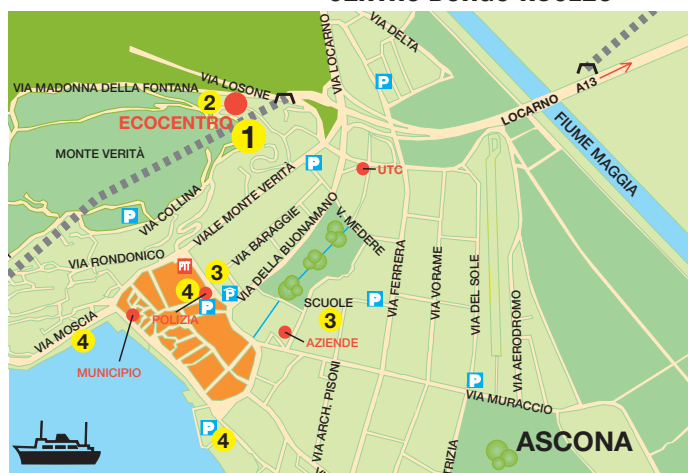 VIA DELTA
VIA LOCARNO
VIA LOSONE
VIA MADONNA DELLA FONTANA
P
2
ECOCENTRO
1
LOCARNO
A13
FIUME MAGGIA
MONTE VERITÀ
P
UTC
VIA COLLINA
P
VIALE MONTE VERITÀ
VIA BARAGGIE
VIA DELLA BUONAMANO
V. MEDERE
VIA FERRERA
VIA VORAME
VIA DEL SOLE
VIA AERODROMO
VIA RONDONICO
PTT
3
4
P
P
POLIZIA
SCUOLE
3
P
VIA MOSCIA
4
MUNICIPIO
AZIENDE
VIA ARCH. PISONI
P
VIA MURACCIO
P
4
TRIZIA
ASCONA